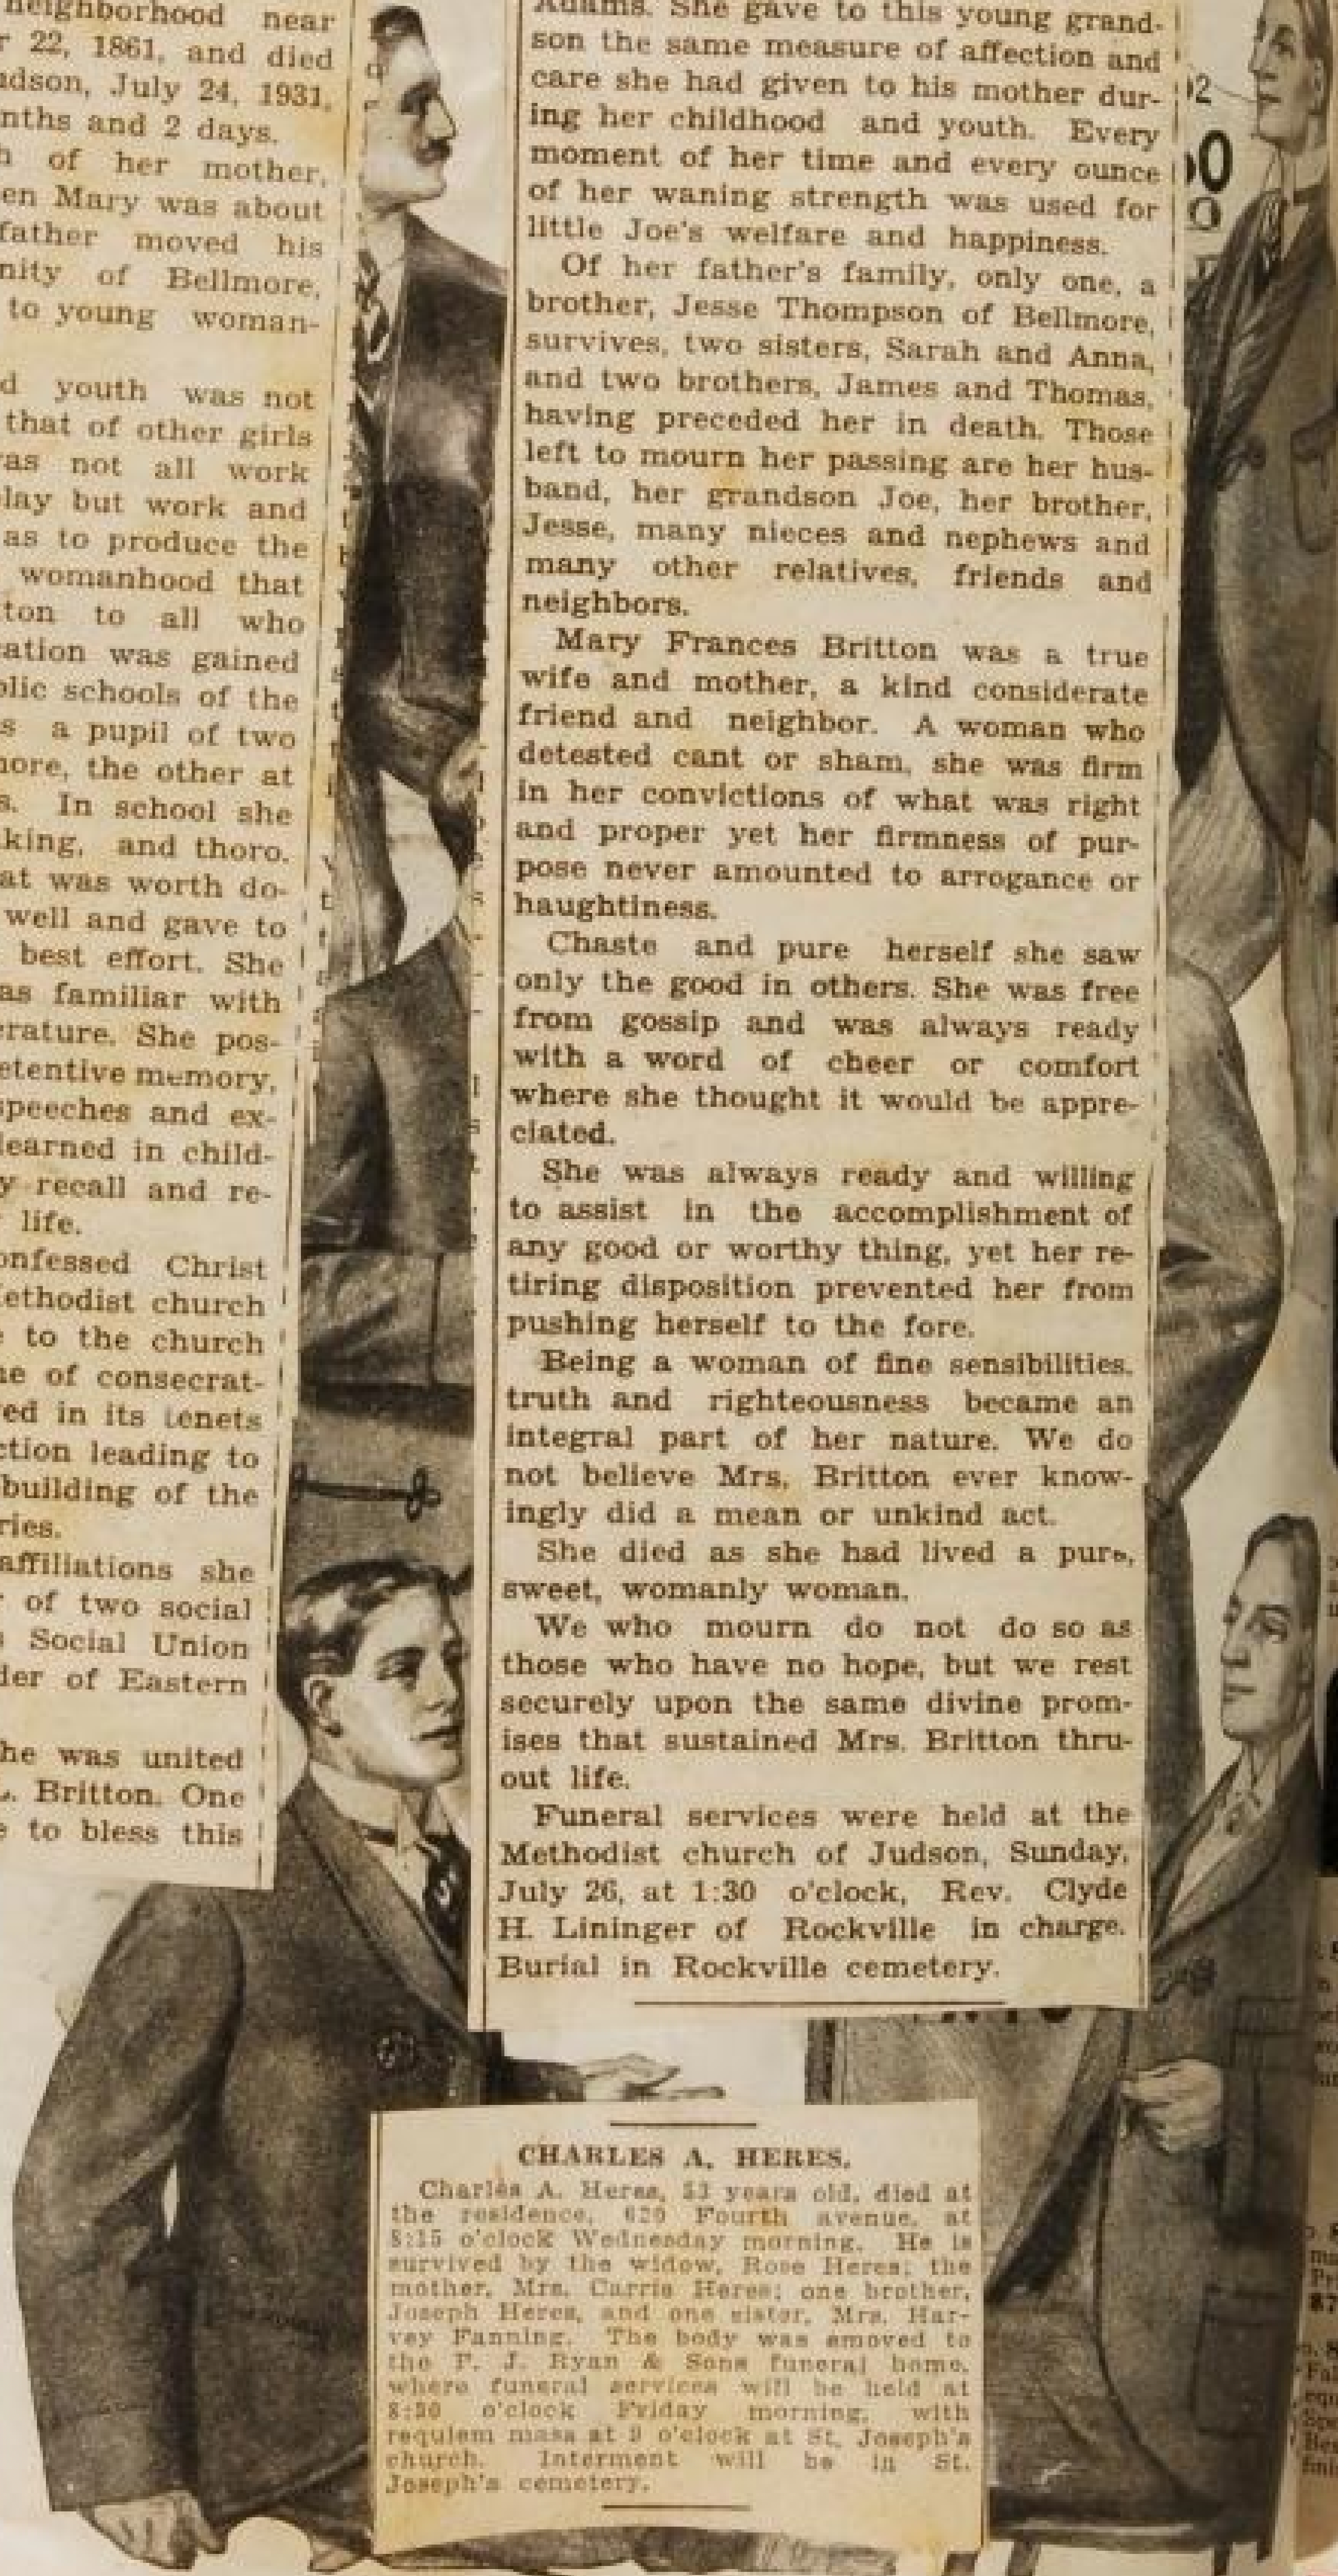 neighborhood near
22, 1861, and died
udson, July 24, 1931,
nths and 2 days.
of her mother,
en Mary was about
father moved his
nity of Bellmore,
to young woman-
d youth was not
that of other girls
as not all work
lay but work and
as to produce the
womanhood that
ton to all who
ation was gained
blic schools of the
s a pupil of two
more, the other at
s. In school she
king, and thoro.
at was worth do-
well and gave to
best effort. She
as familiar with
erature. She pos-
etentive memory,
speeches and ex-
learned in child-
y recall and re-
life.
onfessed Christ
Methodist church
e to the church
ne of consecrat-
ed in its tenets
ction leading to
building of the
ries.
affiliations she
of two social
s Social Union
der of Eastern
he was united
L. Britton. One
e to bless this
Adams. She gave to this young grand-
son the same measure of affection and
care she had given to his mother dur-
ing her childhood and youth. Every
moment of her time and every ounce
of her waning strength was used for
little Joe's welfare and happiness.
Of her father's family, only one, a
brother, Jesse Thompson of Bellmore,
survives, two sisters, Sarah and Anna,
and two brothers, James and Thomas,
having preceded her in death. Those
left to mourn her passing are her hus-
band, her grandson Joe, her brother,
Jesse, many nieces and nephews and
many other relatives, friends and
neighbors.
Mary Frances Britton was a true
wife and mother, a kind considerate
friend and neighbor. A woman who
detested cant or sham, she was firm
in her convictions of what was right
and proper yet her firmness of pur-
pose never amounted to arrogance or
haughtiness.
Chaste and pure herself she saw
only the good in others. She was free
from gossip and was always ready
with a word of cheer or comfort
where she thought it would be appre-
ciated.
She was always ready and willing
to assist in the accomplishment of
any good or worthy thing, yet her re-
tiring disposition prevented her from
pushing herself to the fore.
Being a woman of fine sensibilities,
truth and righteousness became an
integral part of her nature. We do
not believe Mrs. Britton ever know-
ingly did a mean or unkind act.
She died as she had lived a pure,
sweet, womanly woman.
We who mourn do not do so as
those who have no hope, but we rest
securely upon the same divine prom-
ises that sustained Mrs. Britton thru-
out life.
Funeral services were held at the
Methodist church of Judson, Sunday,
July 26, at 1:30 o'clock, Rev. Clyde
H. Lininger of Rockville in charge.
Burial in Rockville cemetery.
CHARLES A. HERES.
Charles A. Heres, 53 years old, died at
the residence, 620 Fourth avenue, at
8:15 o'clock Wednesday morning. He is
survived by the widow, Rose Heres; the
mother, Mrs. Carrie Heres; one brother,
Joseph Heres, and one sister, Mrs. Har-
vey Fanning. The body was emoved to
the P. J. Ryan & Sons funeral home,
where funeral services will be held at
8:30 o'clock Friday morning, with
requiem mass at 9 o'clock at St. Joseph's
church. Interment will be in St.
Joseph's cemetery.